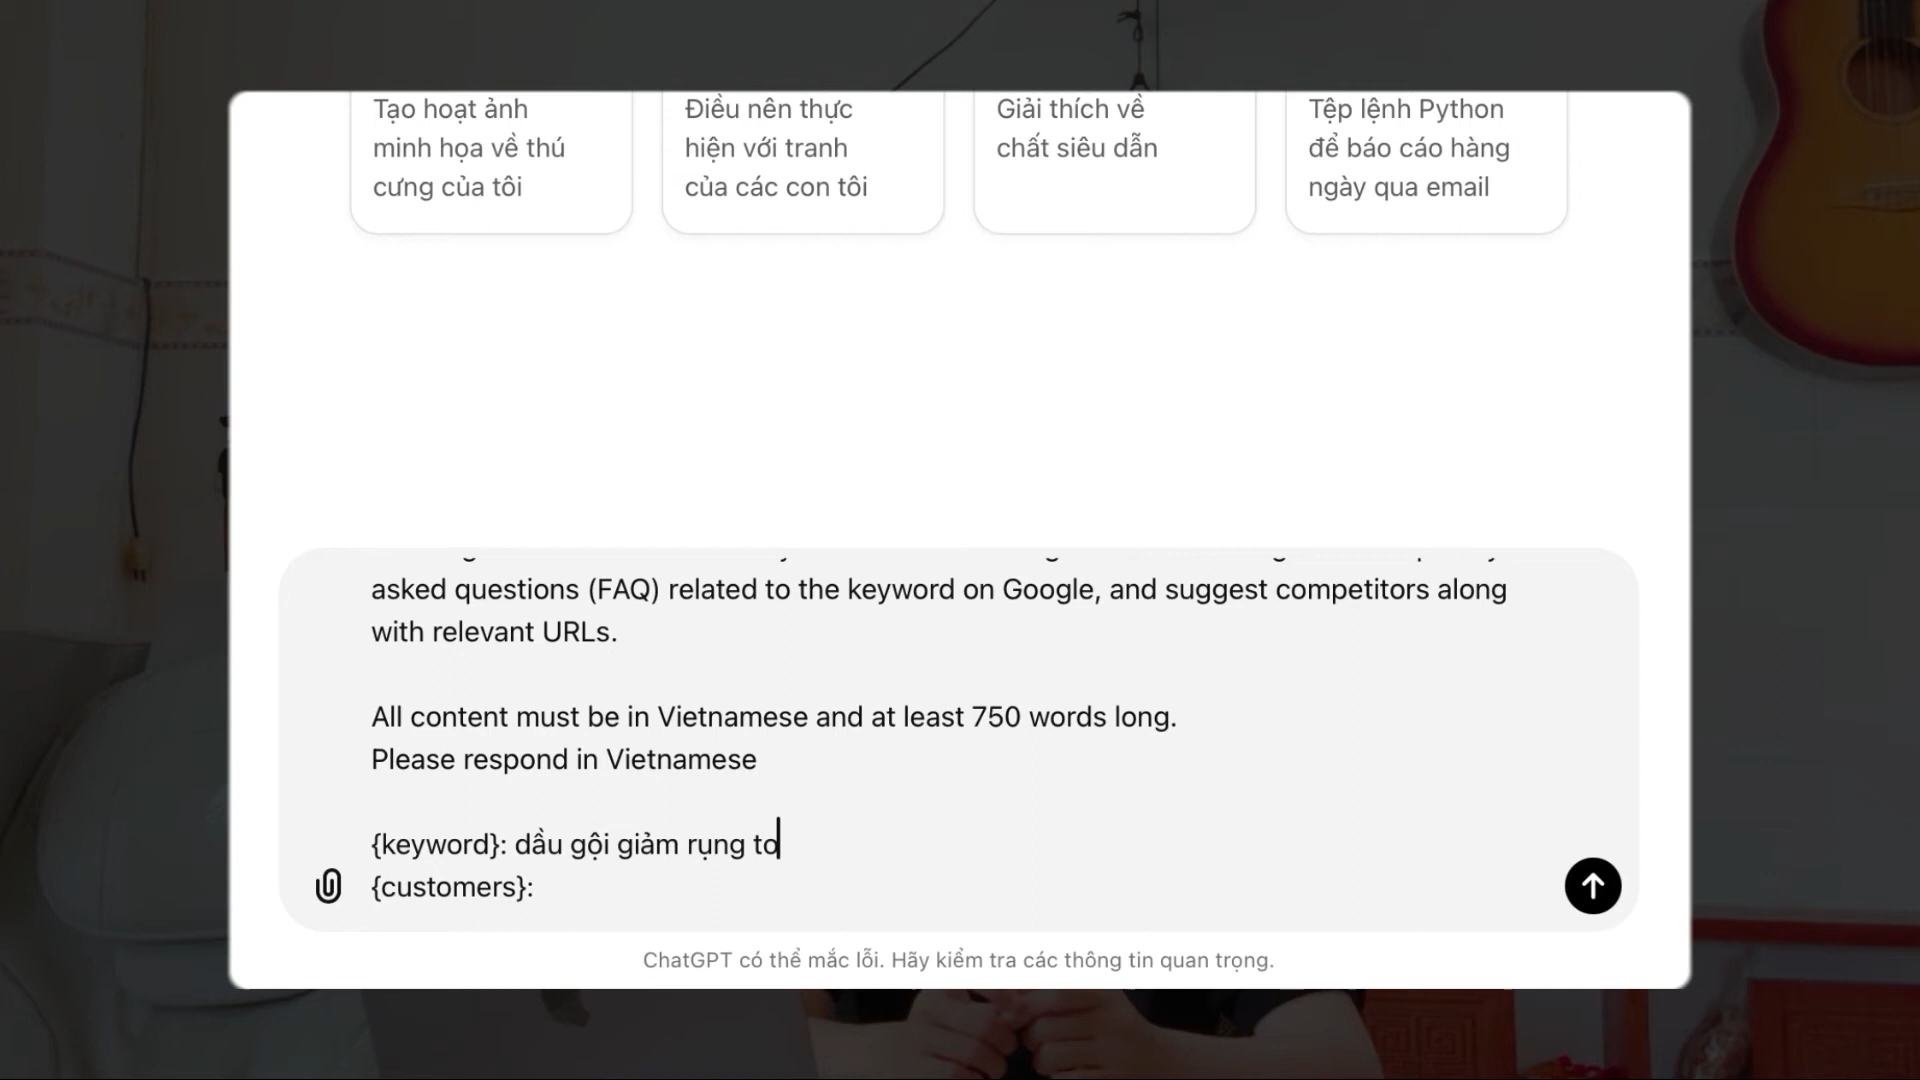 Tạo hoạt ảnh
minh họa về thú
cưng của tôi
Điều nên thực
hiện với tranh
của các con tôi
Giải thích về
chất siêu dẫn
Tệp lệnh Python
để báo cáo hàng
ngày qua email
asked questions (FAQ) related to the keyword on Google, and suggest competitors along
with relevant URLs.
All content must be in Vietnamese and at least 750 words long.
Please respond in Vietnamese
{keyword}: dầu gội giảm rụng to
{customers}:
ChatGPT có thể mắc lỗi. Hãy kiểm tra các thông tin quan trọng.